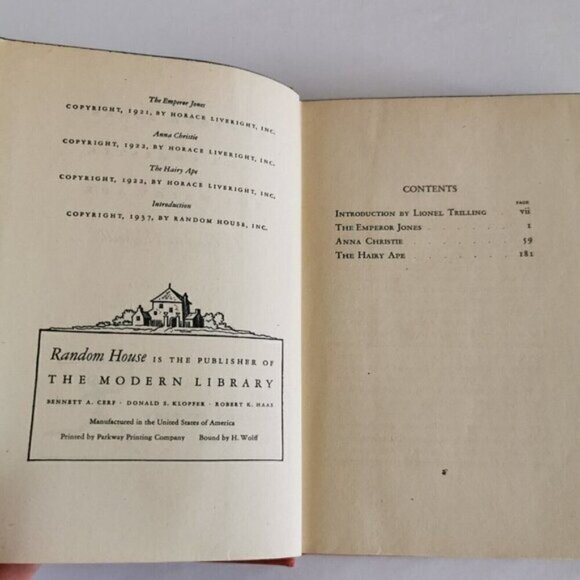 The Emperor Jones
COPYRIGHT, 1921, BY HORACE LIVERIGHT, INC.
Anna Christie
COPYRIGHT, 1922, BY HORACE LIVERIGHT, INC.
The Hairy Ape
COPYRIGHT, 1922, BY HORACE LIVERIGHT, INC.
Introduction
COPYRIGHT, 1937, BY RANDOM HOUSE, INC.
Random House IS THE PUBLISHER OF
THE MODERN LIBRARY
BENNETT A. CERF · DONALD S. KLOPFER · ROBERT K. HAAS
Manufactured in the United States of America
Printed by Parkway Printing Company Bound by H. Wolff
CONTENTS
PAGE
INTRODUCTION BY LIONEL TRILLING . vii
THE EMPEROR JONES . . . . . 1
ANNA CHRISTIE . . . . . . 59
THE HAIRY APE . . . . . . 181